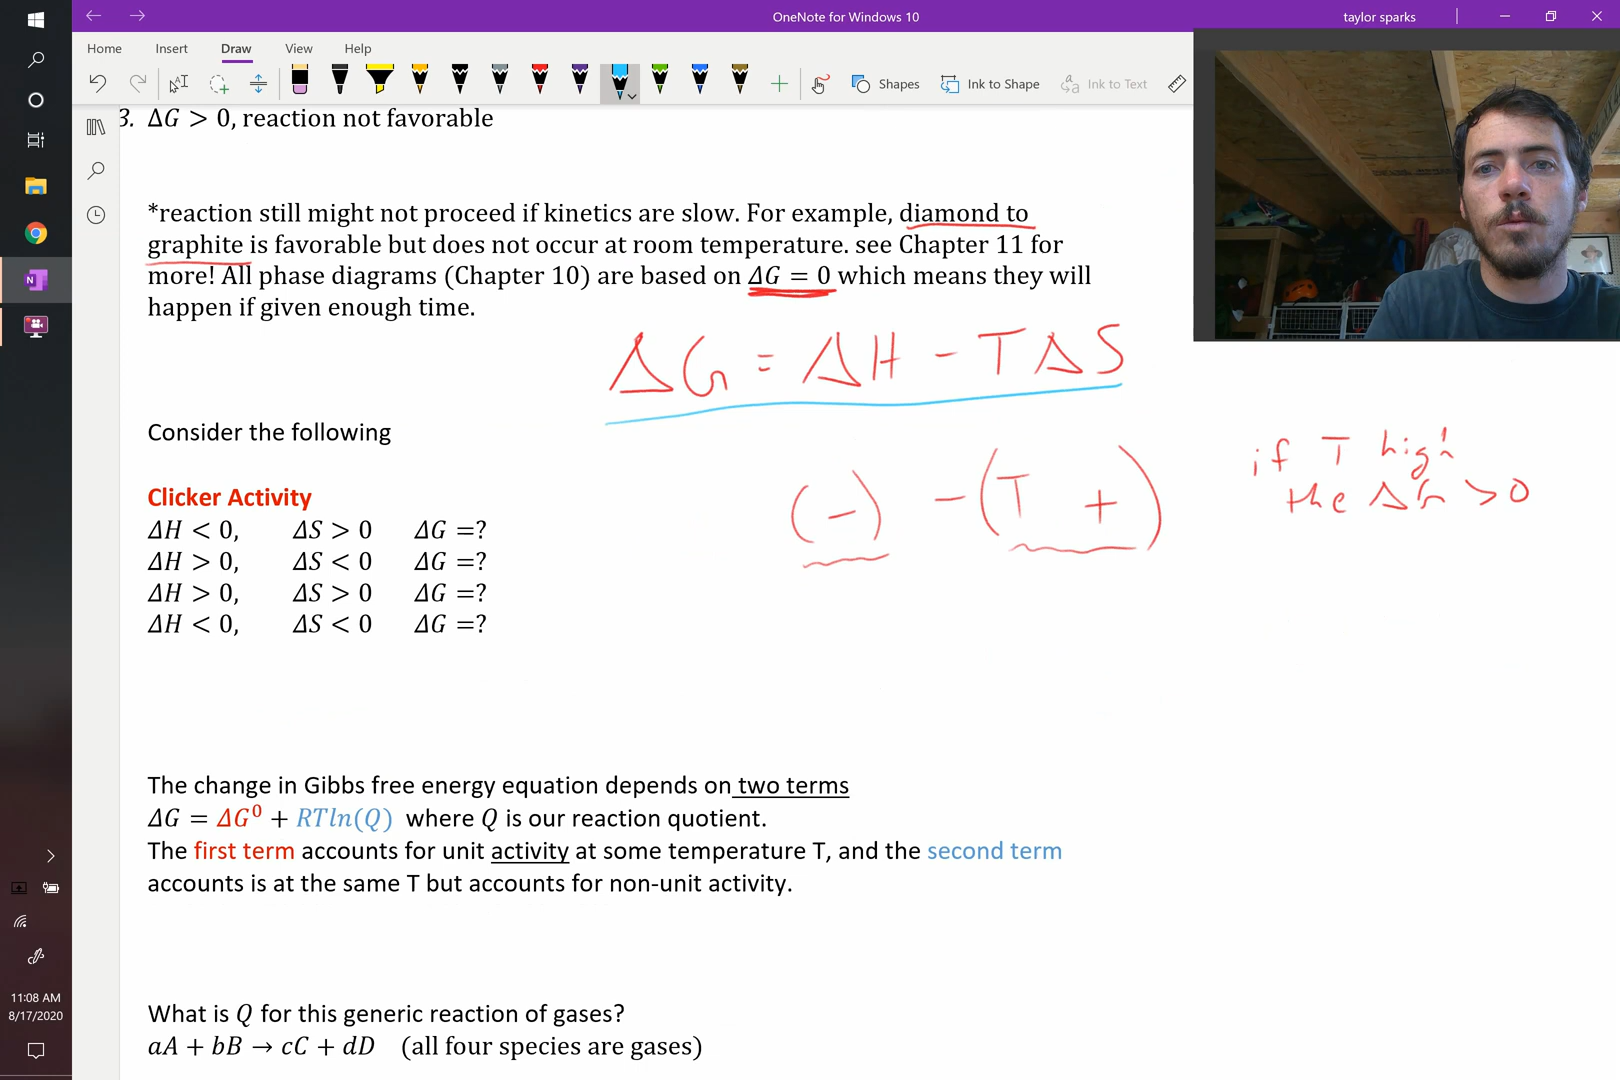 OneNote for Windows 10
taylor sparks
Home Insert Draw View Help
Shapes Ink to Shape Ink to Text
3. ΔG > 0, reaction not favorable
*reaction still might not proceed if kinetics are slow. For example, diamond to
graphite is favorable but does not occur at room temperature. see Chapter 11 for
more! All phase diagrams (Chapter 10) are based on ΔG = 0 which means they will
happen if given enough time.
ΔG = ΔH - TΔS
Consider the following
(-) - (T +)
if T high
the ΔG > 0
Clicker Activity
ΔH < 0, ΔS > 0 ΔG =?
ΔH > 0, ΔS < 0 ΔG =?
ΔH > 0, ΔS > 0 ΔG =?
ΔH < 0, ΔS < 0 ΔG =?
The change in Gibbs free energy equation depends on two terms
ΔG = ΔG⁰ + RTln(Q) where Q is our reaction quotient.
The first term accounts for unit activity at some temperature T, and the second term
accounts is at the same T but accounts for non-unit activity.
What is Q for this generic reaction of gases?
aA + bB → cC + dD (all four species are gases)
11:08 AM
8/17/2020